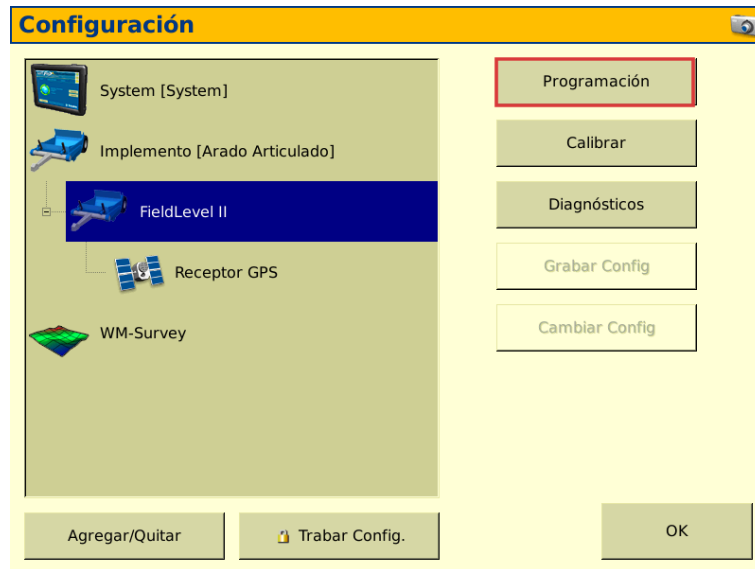 Configuración
System [System]
Implemento [Arado Articulado]
FieldLevel II
Receptor GPS
WM-Survey
Programación
Calibrar
Diagnósticos
Grabar Config
Cambiar Config
Agregar/Quitar
Trabar Config.
OK